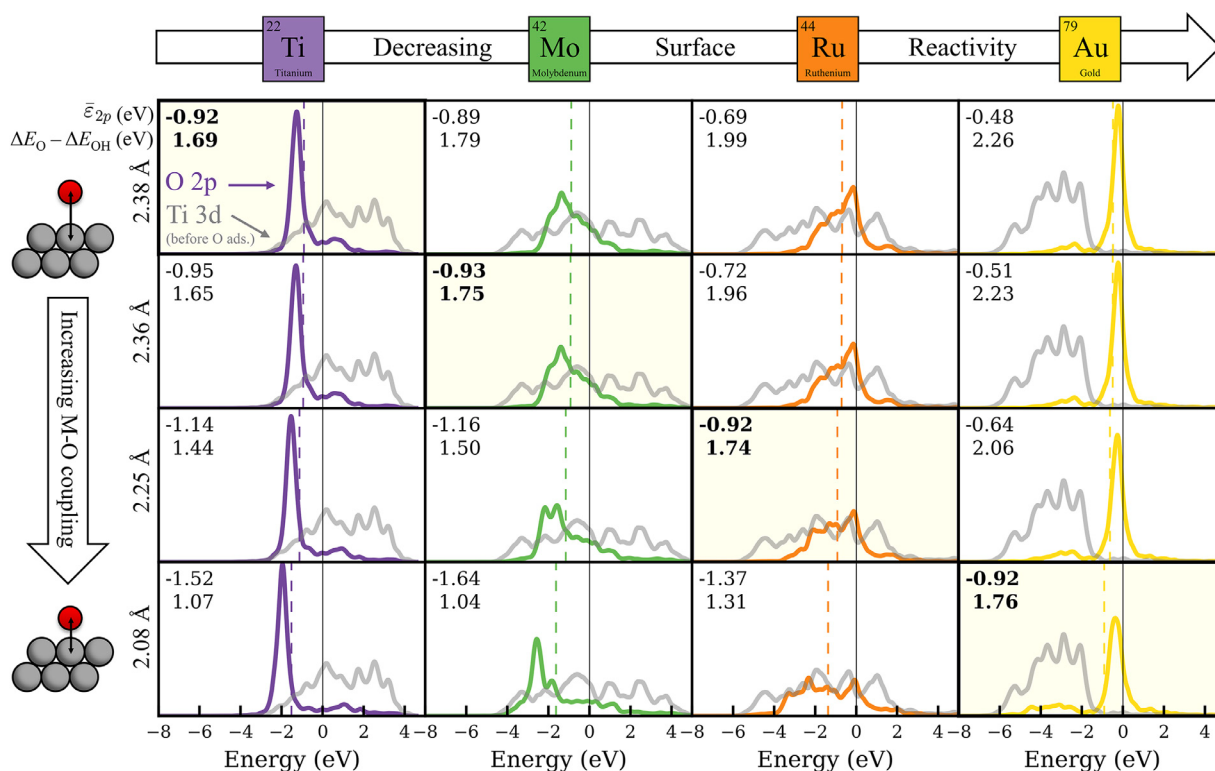 22
Ti
Titanium
Decreasing
42
Mo
Molybdenum
Surface
44
Ru
Ruthenium
Reactivity
79
Au
Gold
ε̄₂ₚ (eV)
ΔE_O − ΔE_OH (eV)
-0.92
1.69
-0.89
1.79
-0.69
1.99
-0.48
2.26
O 2p
Ti 3d
(before O ads.)
2.38 Å
-0.95
1.65
-0.93
1.75
-0.72
1.96
-0.51
2.23
2.36 Å
Increasing M-O coupling
-1.14
1.44
-1.16
1.50
-0.92
1.74
-0.64
2.06
2.25 Å
-1.52
1.07
-1.64
1.04
-1.37
1.31
-0.92
1.76
2.08 Å
−8 −6 −4 −2 0 2 4
−8 −6 −4 −2 0 2 4
−8 −6 −4 −2 0 2 4
−8 −6 −4 −2 0 2 4
Energy (eV)
Energy (eV)
Energy (eV)
Energy (eV)